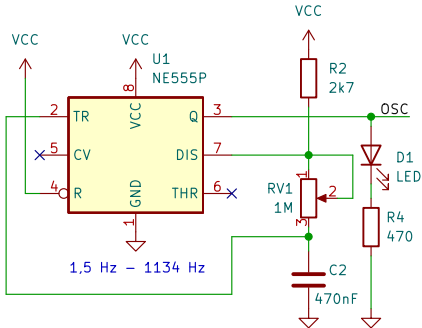 VCC
VCC
VCC
U1
NE555P
R2
2k7
8
VCC
2
TR
Q
3
OSC
5
CV
DIS
7
1
D1
LED
4
R
GND
THR
6
RV1
1M
2
3
1
R4
470
1,5 Hz - 1134 Hz
C2
470nF